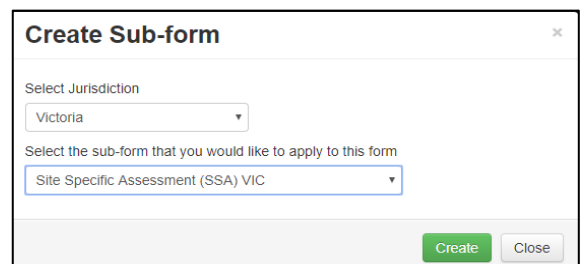 Create Sub-form ×
Select Jurisdiction
Victoria
Select the sub-form that you would like to apply to this form
Site Specific Assessment (SSA) VIC
Create Close